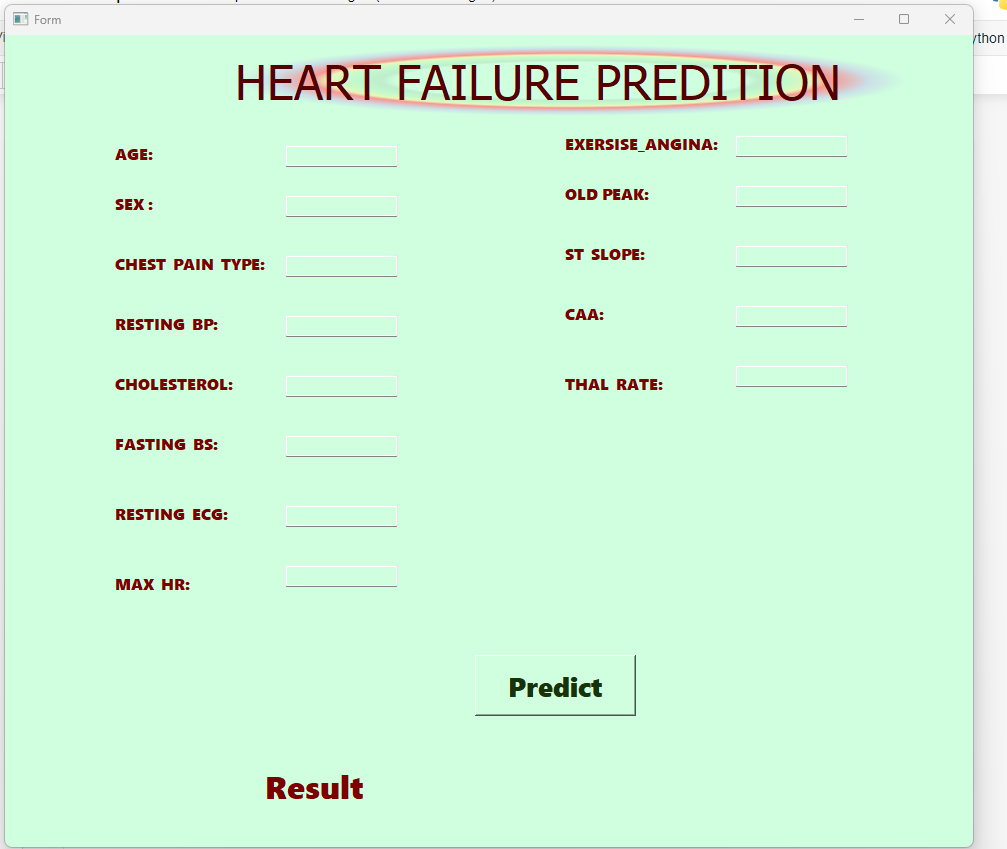 Form
ython
HEART FAILURE PREDITION
AGE:
SEX :
CHEST PAIN TYPE:
RESTING BP:
CHOLESTEROL:
FASTING BS:
RESTING ECG:
MAX HR:
EXERSISE_ANGINA:
OLD PEAK:
ST SLOPE:
CAA:
THAL RATE:
Predict
Result